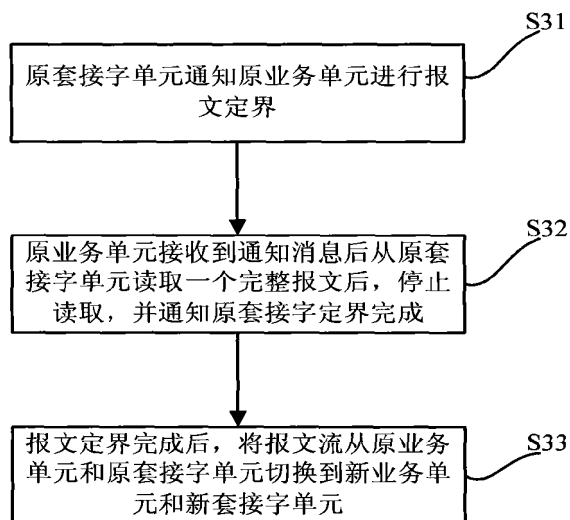 S31
原套接字单元通知原业务单元进行报
文定界
S32
原业务单元接收到通知消息后从原套
接字单元读取一个完整报文后，停止
读取，并通知原套接字定界完成
S33
报文定界完成后，将报文流从原业务
单元和原套接字单元切换到新业务单
元和新套接字单元